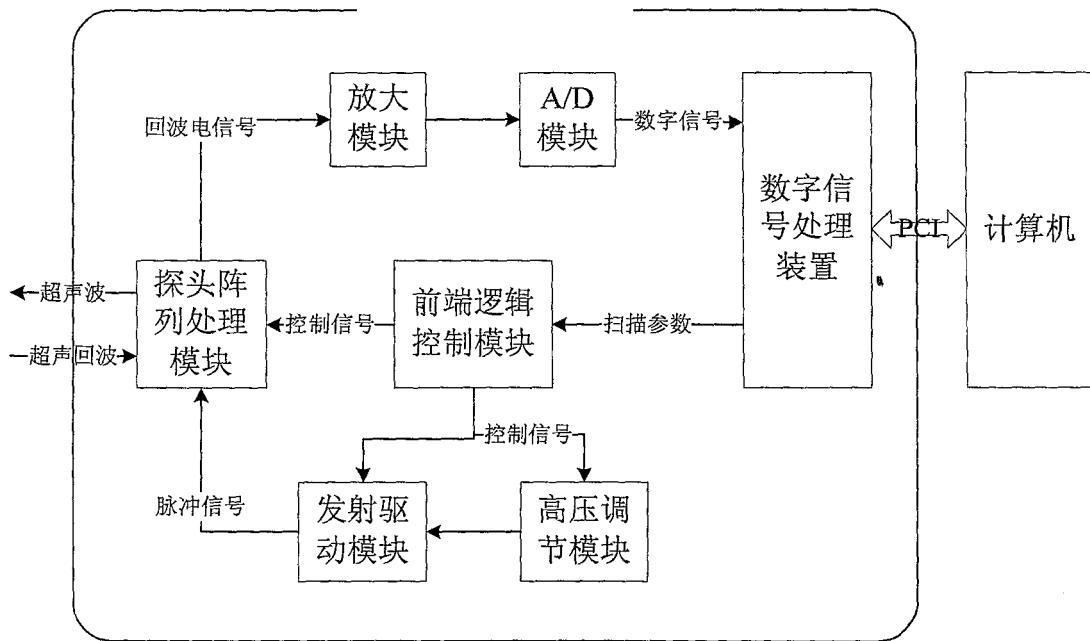 放大
模块
A/D
模块
回波电信号
数字信号
数字信
号处理
装置
PCI
计算机
探头阵
列处理
模块
超声波
超声回波
控制信号
前端逻辑
控制模块
扫描参数
控制信号
脉冲信号
发射驱
动模块
高压调
节模块